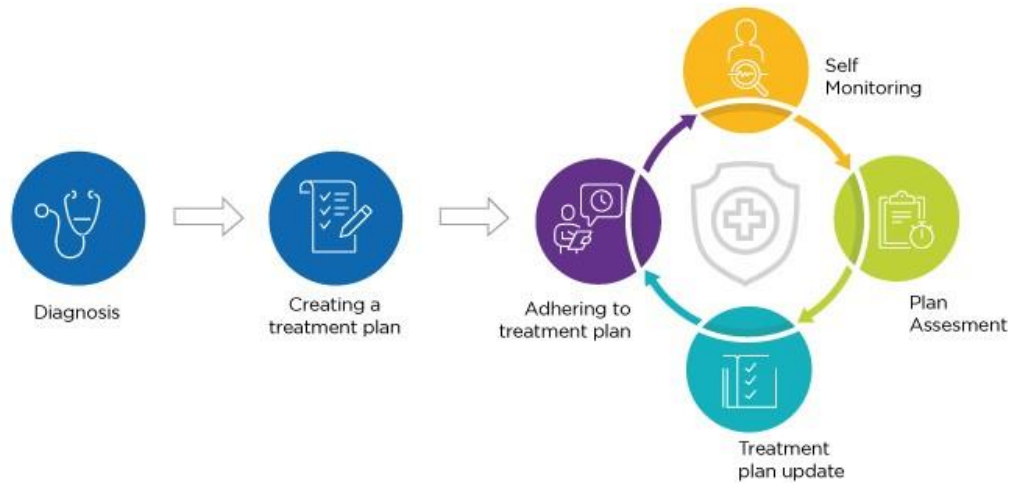 Diagnosis
Creating a
treatment plan
Adhering to
treatment plan
Self
Monitoring
Plan
Assesment
Treatment
plan update